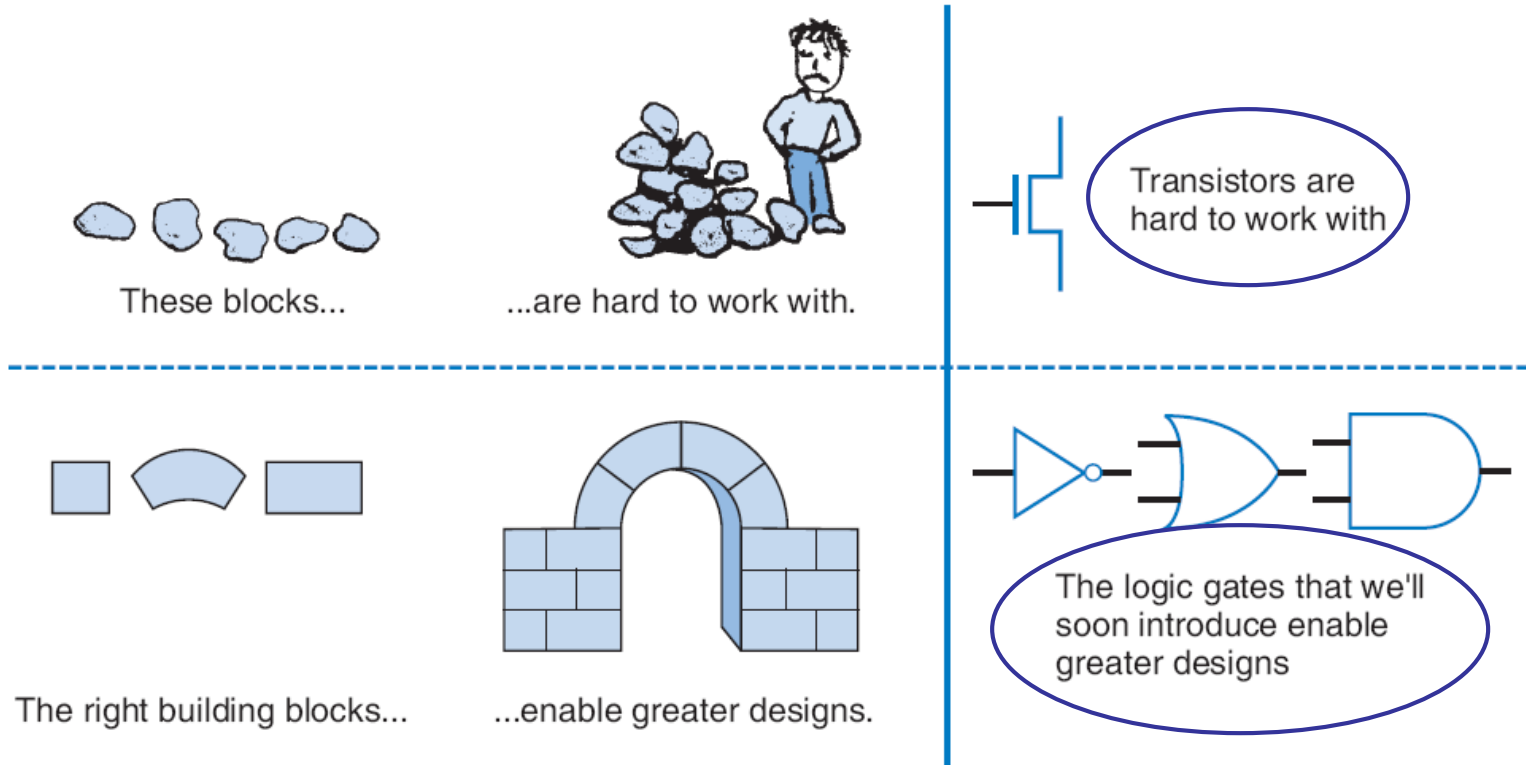 These blocks...
...are hard to work with.
Transistors are
hard to work with
The right building blocks...
...enable greater designs.
The logic gates that we'll
soon introduce enable
greater designs